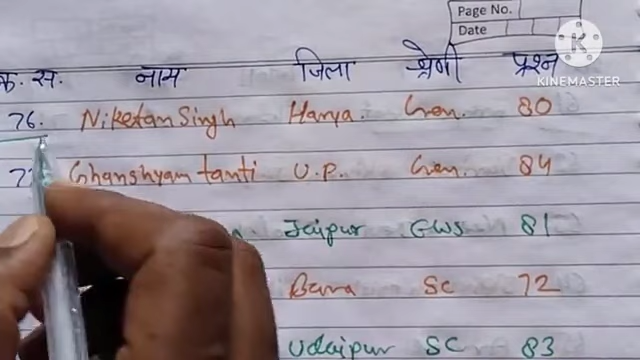 Page No.
Date
KINEMASTER
क्र. स. नाम जिला श्रेणी प्रश्न
76. Niketan Singh Harya. Gen. 80
Ghanshyam tanti U.P. Gen. 84
Jaipur EWS 81
SC 72
Udaipur SC 83